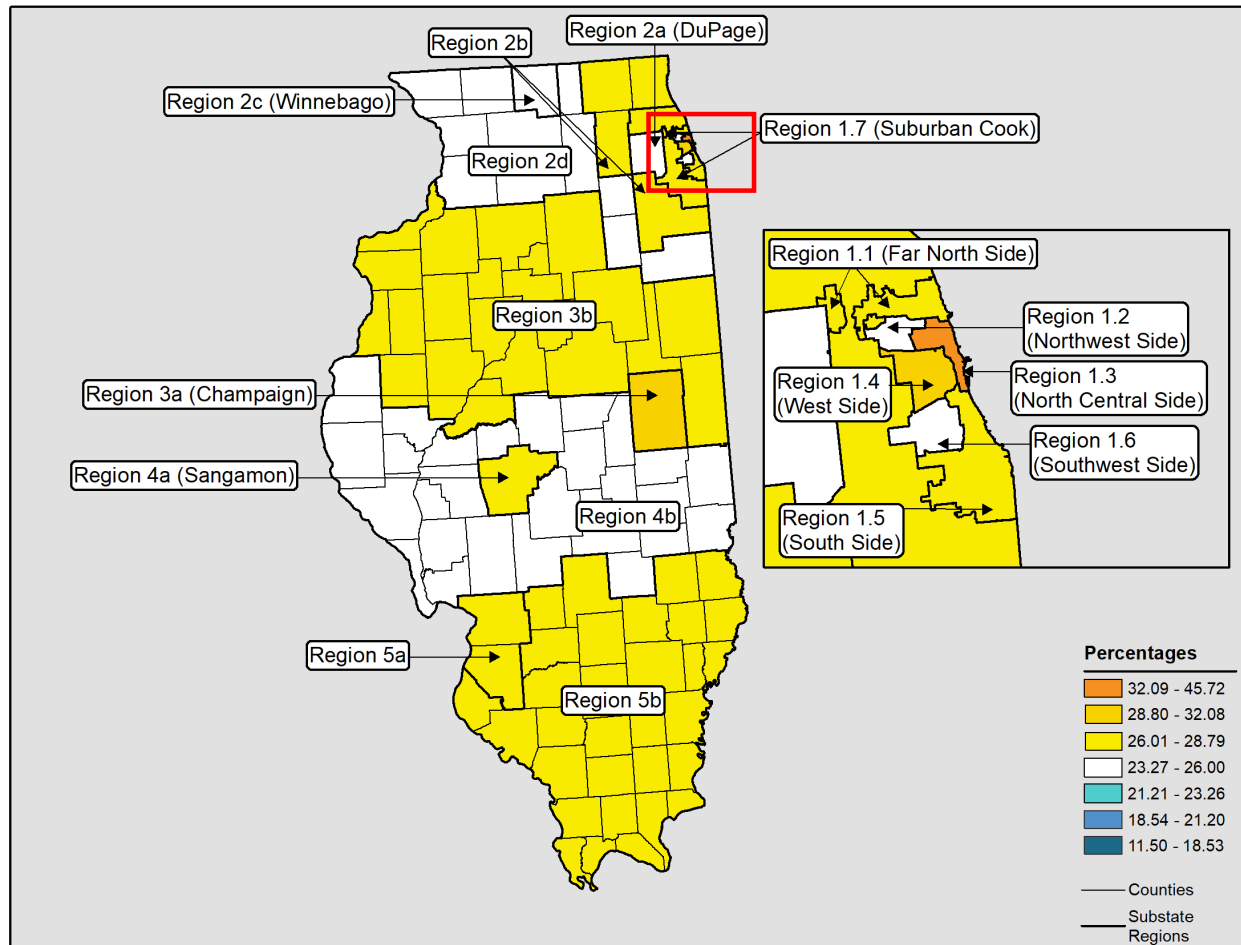 Region 2a (DuPage)
Region 2b
Region 2c (Winnebago)
Region 1.7 (Suburban Cook)
Region 2d
Region 1.1 (Far North Side)
Region 3b
Region 1.2
(Northwest Side)
Region 1.4
(West Side)
Region 1.3
(North Central Side)
Region 3a (Champaign)
Region 1.6
(Southwest Side)
Region 4a (Sangamon)
Region 4b
Region 1.5
(South Side)
Region 5a
Region 5b
Percentages
32.09 - 45.72
28.80 - 32.08
26.01 - 28.79
23.27 - 26.00
21.21 - 23.26
18.54 - 21.20
11.50 - 18.53
Counties
Substate
Regions